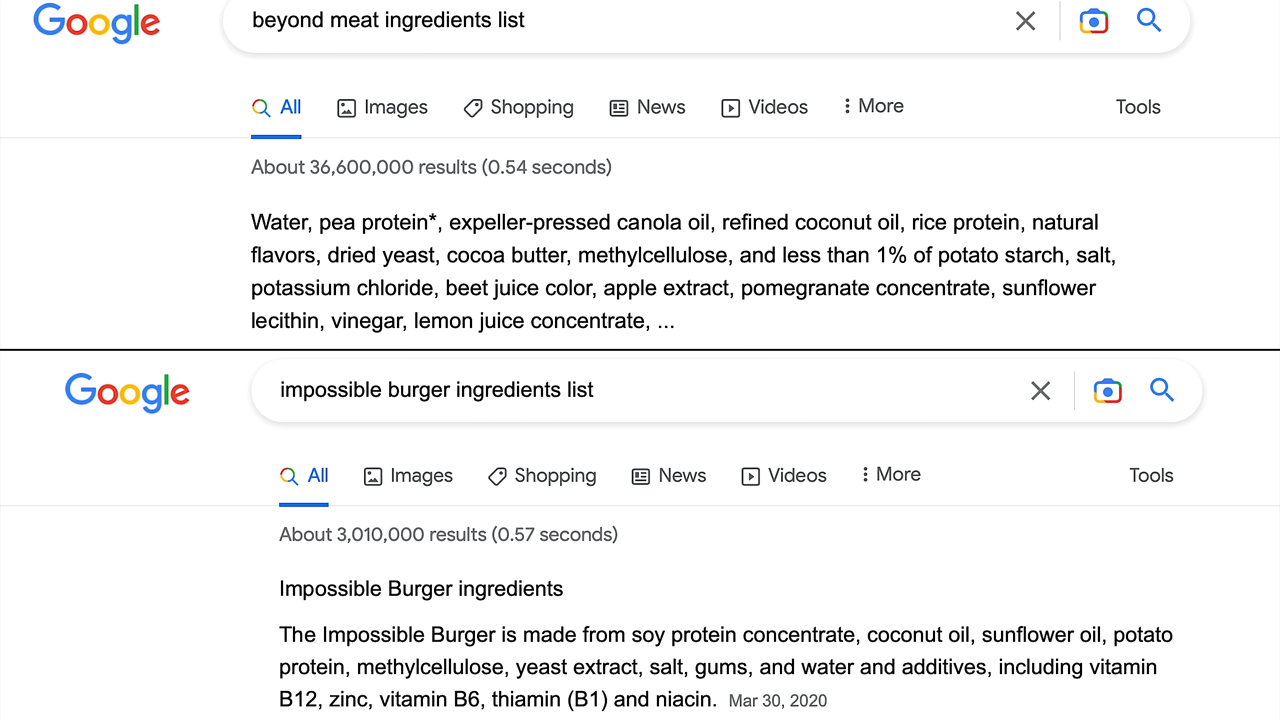 Google
beyond meat ingredients list
All Images Shopping News Videos More Tools
About 36,600,000 results (0.54 seconds)
Water, pea protein*, expeller-pressed canola oil, refined coconut oil, rice protein, natural
flavors, dried yeast, cocoa butter, methylcellulose, and less than 1% of potato starch, salt,
potassium chloride, beet juice color, apple extract, pomegranate concentrate, sunflower
lecithin, vinegar, lemon juice concentrate, ...
Google
impossible burger ingredients list
All Images Shopping News Videos More Tools
About 3,010,000 results (0.57 seconds)
Impossible Burger ingredients
The Impossible Burger is made from soy protein concentrate, coconut oil, sunflower oil, potato
protein, methylcellulose, yeast extract, salt, gums, and water and additives, including vitamin
B12, zinc, vitamin B6, thiamin (B1) and niacin. Mar 30, 2020